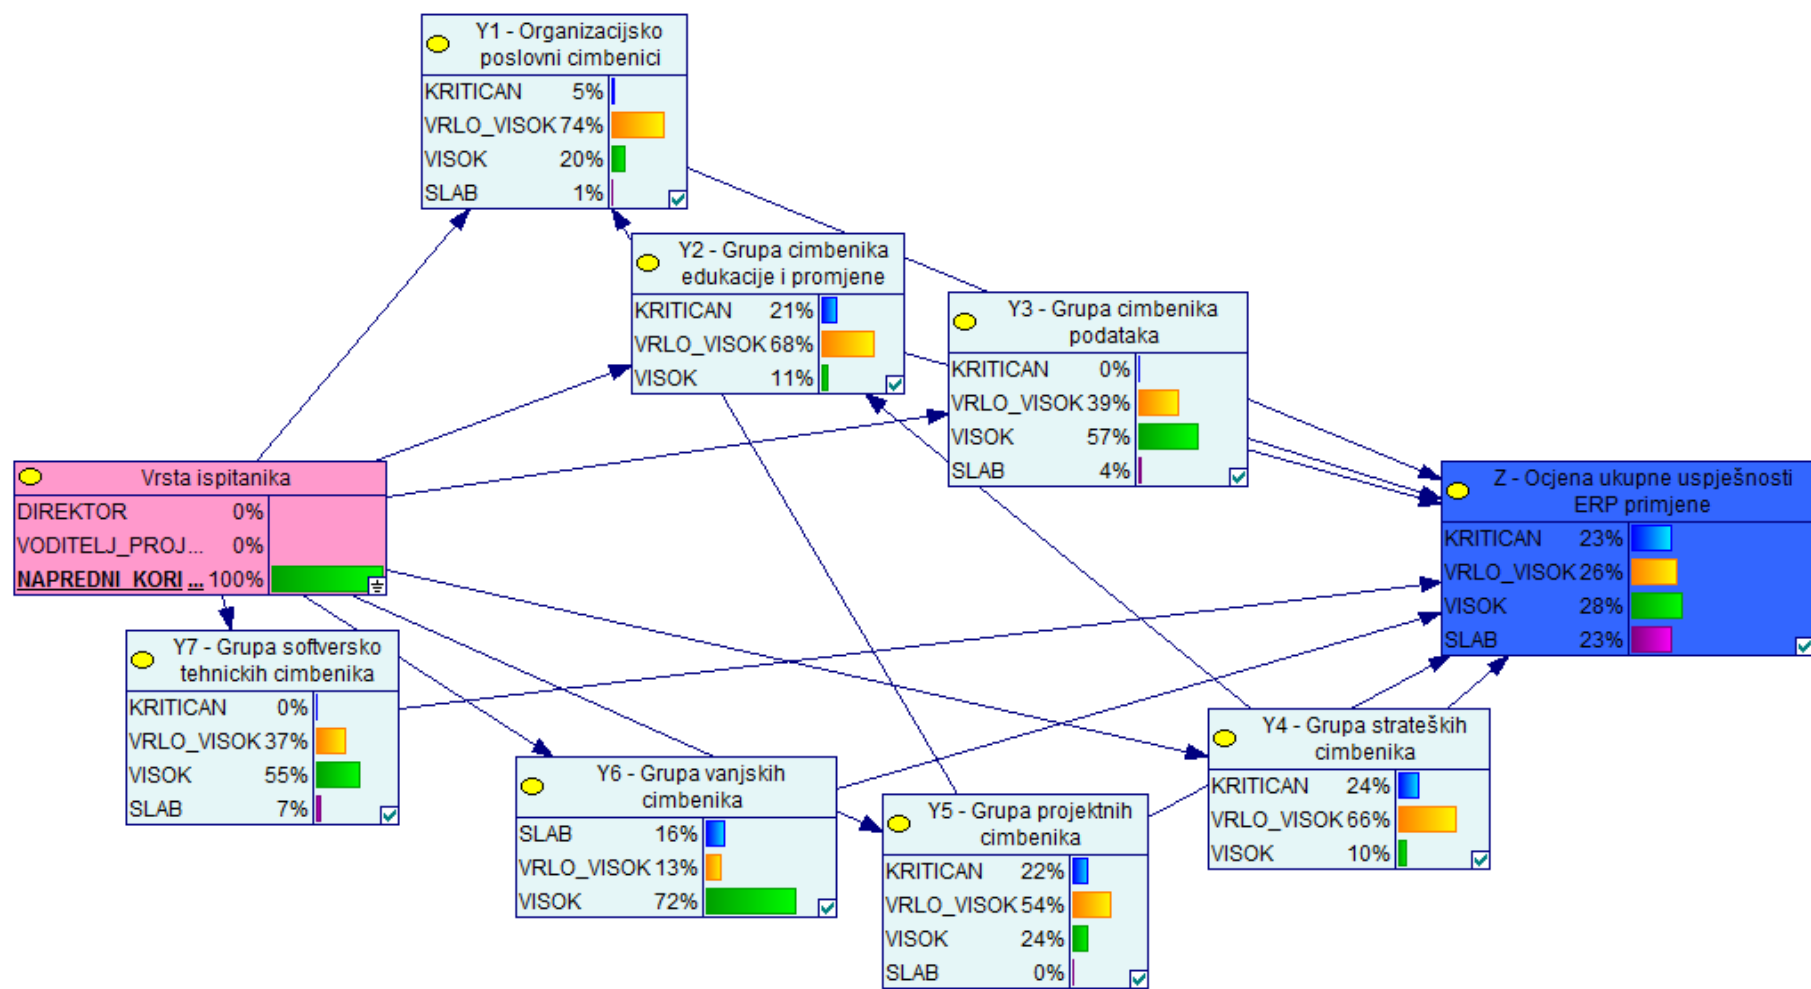 Y1 - Organizacijsko
poslovni cimbenici
KRITICAN 5%
VRLO_VISOK 74%
VISOK 20%
SLAB 1%
Y2 - Grupa cimbenika
edukacije i promjene
KRITICAN 21%
VRLO_VISOK 68%
VISOK 11%
Y3 - Grupa cimbenika
podataka
KRITICAN 0%
VRLO_VISOK 39%
VISOK 57%
SLAB 4%
Vrsta ispitanika
DIREKTOR 0%
VODITELJ_PROJ... 0%
NAPREDNI_KORI ... 100%
Z - Ocjena ukupne uspješnosti
ERP primjene
KRITICAN 23%
VRLO_VISOK 26%
VISOK 28%
SLAB 23%
Y7 - Grupa softversko
tehnickih cimbenika
KRITICAN 0%
VRLO_VISOK 37%
VISOK 55%
SLAB 7%
Y6 - Grupa vanjskih
cimbenika
SLAB 16%
VRLO_VISOK 13%
VISOK 72%
Y5 - Grupa projektnih
cimbenika
KRITICAN 22%
VRLO_VISOK 54%
VISOK 24%
SLAB 0%
Y4 - Grupa strateških
cimbenika
KRITICAN 24%
VRLO_VISOK 66%
VISOK 10%